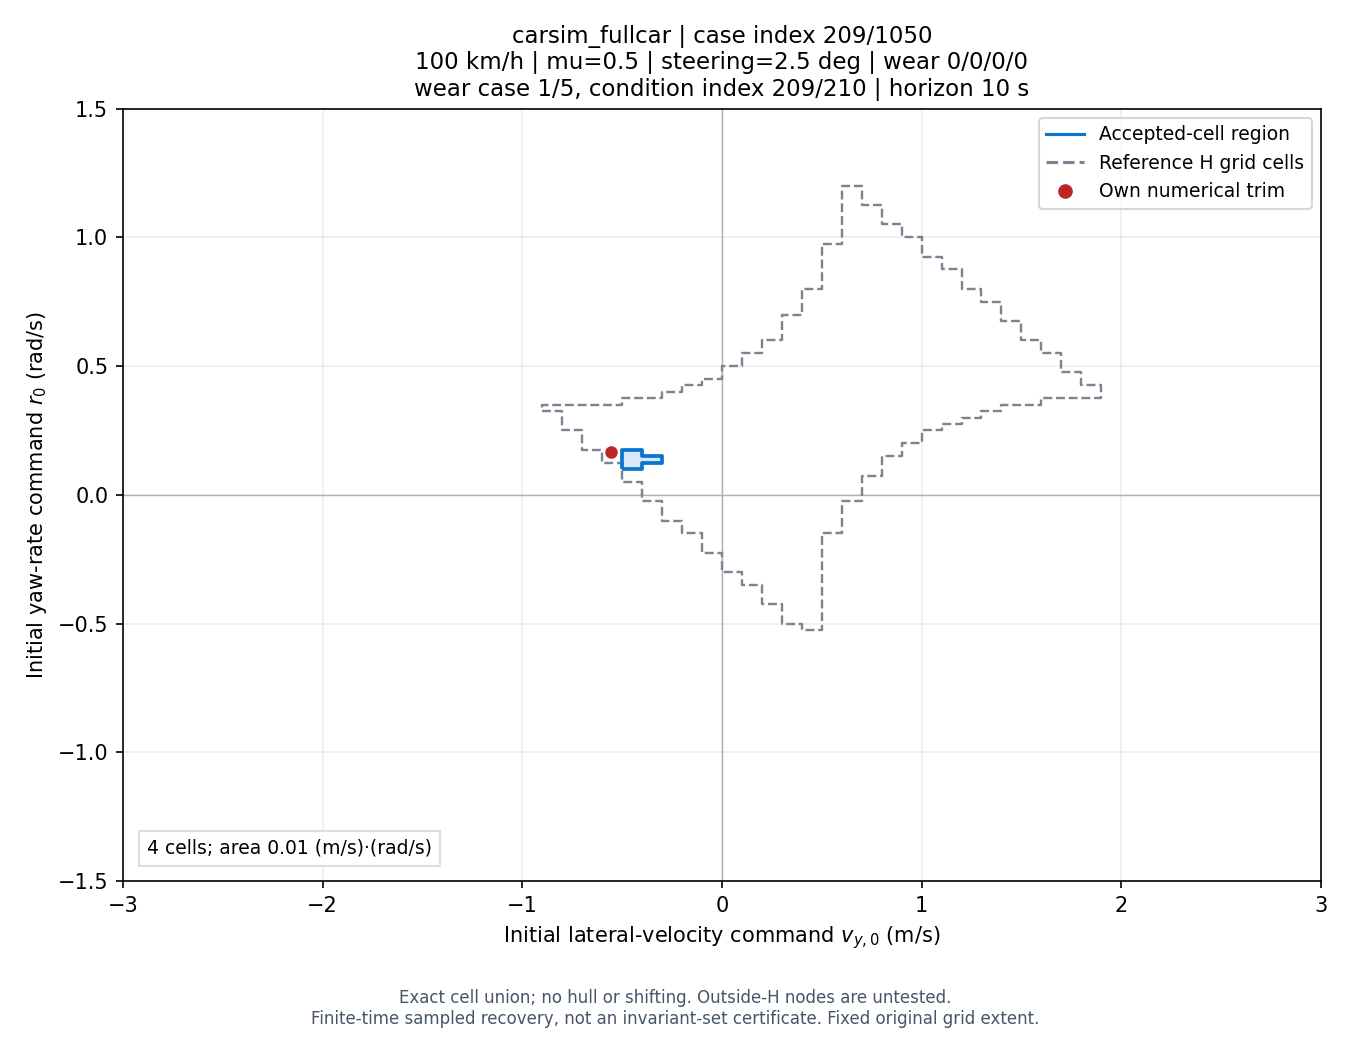 carsim_fullcar | case index 209/1050
100 km/h | mu=0.5 | steering=2.5 deg | wear 0/0/0/0
wear case 1/5, condition index 209/210 | horizon 10 s
1.5
1.0
0.5
0.0
−0.5
−1.0
−1.5
Initial yaw-rate command r₀ (rad/s)
Accepted-cell region
Reference H grid cells
Own numerical trim
4 cells; area 0.01 (m/s)·(rad/s)
−3
−2
−1
0
1
2
3
Initial lateral-velocity command v_{y,0} (m/s)
Exact cell union; no hull or shifting. Outside-H nodes are untested.
Finite-time sampled recovery, not an invariant-set certificate. Fixed original grid extent.